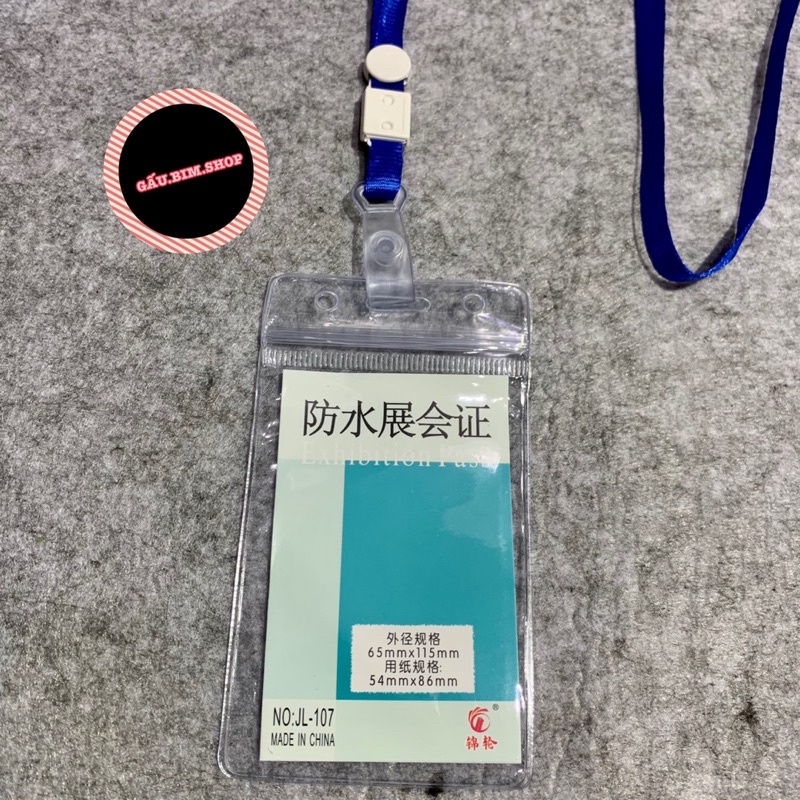 GẤU.BIM.SHOP
防水展会证
Exhibition Pass
外径规格
65mmx115mm
用纸规格:
54mmx86mm
NO:JL-107
MADE IN CHINA
®
锦轮